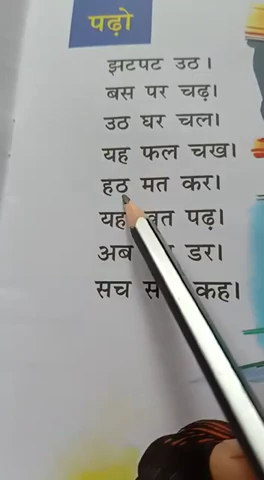 पढ़ो
झटपट उठ।
बस पर चढ़।
उठ घर चल।
यह फल चख।
हठ मत कर।
यह पढ़।
अब डर।
सच कह।